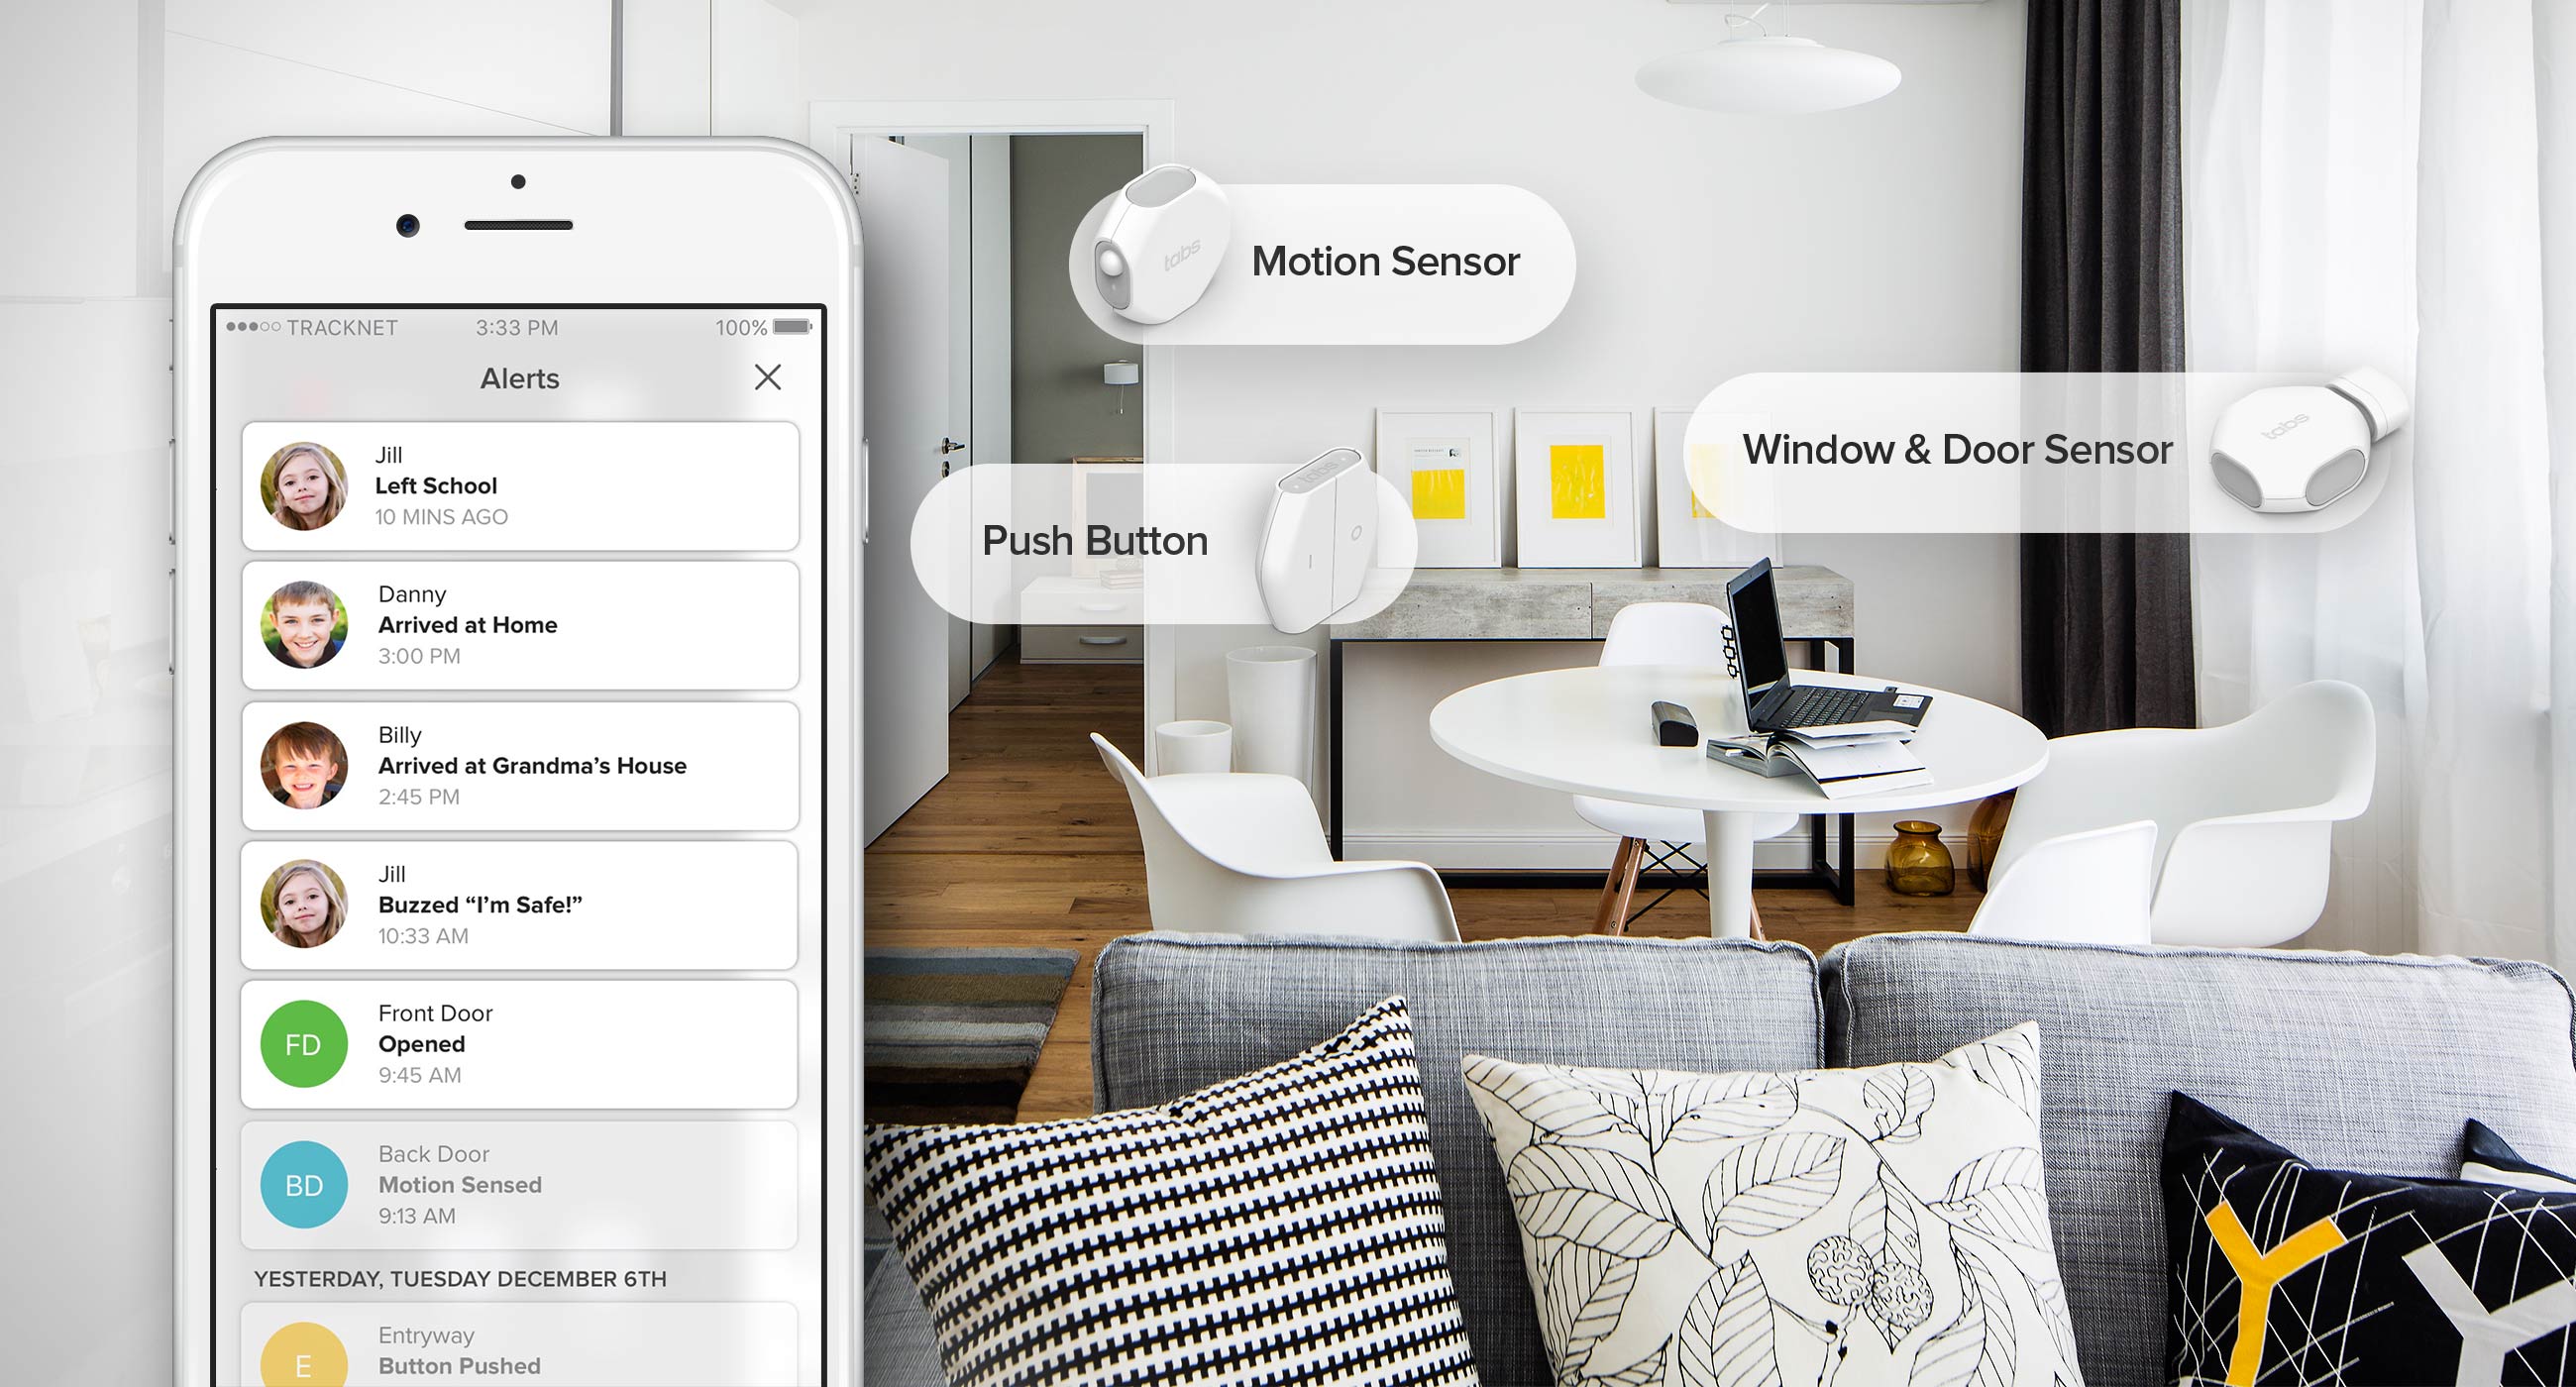 TRACKNET 3:33 PM 100%
Alerts
Jill
Left School
10 MINS AGO
Danny
Arrived at Home
3:00 PM
Billy
Arrived at Grandma’s House
2:45 PM
Jill
Buzzed “I’m Safe!”
10:33 AM
FD
Front Door
Opened
9:45 AM
BD
Back Door
Motion Sensed
9:13 AM
YESTERDAY, TUESDAY DECEMBER 6TH
E
Entryway
Button Pushed
tabs
Motion Sensor
Push Button
tabs
Window & Door Sensor
tabs